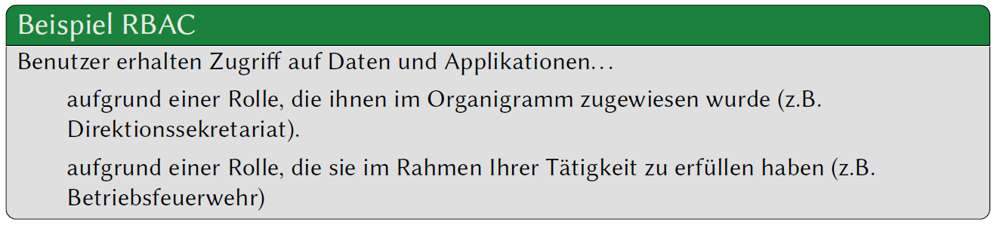 Beispiel RBAC
Benutzer erhalten Zugriff auf Daten und Applikationen…
aufgrund einer Rolle, die ihnen im Organigramm zugewiesen wurde (z.B.
Direktionssekretariat).
aufgrund einer Rolle, die sie im Rahmen Ihrer Tätigkeit zu erfüllen haben (z.B.
Betriebsfeuerwehr)